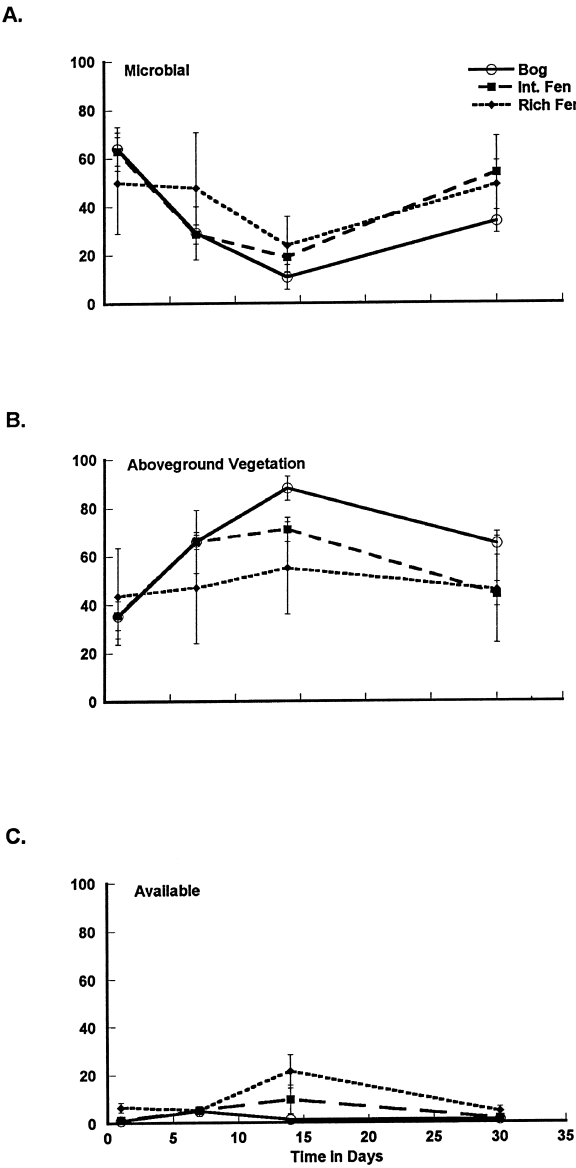 A.
100 Microbial
Bog
80 Int. Fen
Rich Fen
60
40
20
0
B.
100 Aboveground Vegetation
80
60
40
20
0
C.
100 Available
80
60
40
20
0
0 5 10 15 20 25 30 35
Time in Days